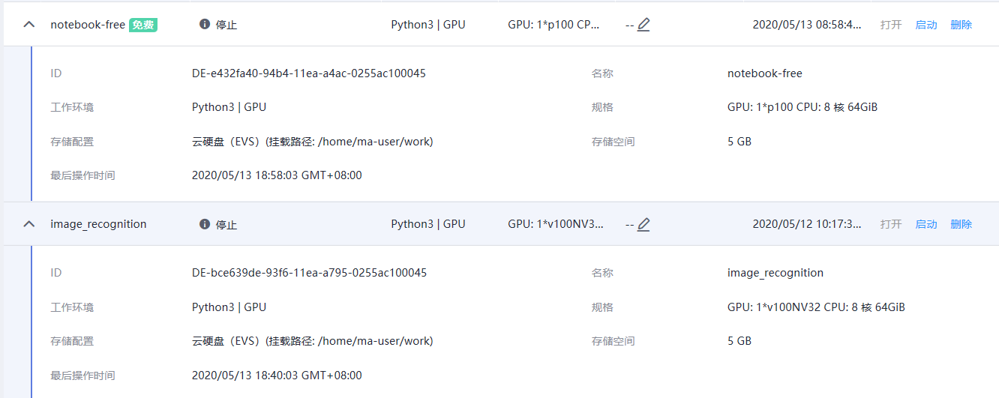 notebook-free 免费 停止 Python3 | GPU GPU: 1*p100 CP... -- 2020/05/13 08:58:4... 打开 启动 删除
ID DE-e432fa40-94b4-11ea-a4ac-0255ac100045 名称 notebook-free
工作环境 Python3 | GPU 规格 GPU: 1*p100 CPU: 8 核 64GiB
存储配置 云硬盘（EVS）(挂载路径: /home/ma-user/work) 存储空间 5 GB
最后操作时间 2020/05/13 18:58:03 GMT+08:00
image_recognition 停止 Python3 | GPU GPU: 1*v100NV3... -- 2020/05/12 10:17:3... 打开 启动 删除
ID DE-bce639de-93f6-11ea-a795-0255ac100045 名称 image_recognition
工作环境 Python3 | GPU 规格 GPU: 1*v100NV32 CPU: 8 核 64GiB
存储配置 云硬盘（EVS）(挂载路径: /home/ma-user/work) 存储空间 5 GB
最后操作时间 2020/05/13 18:40:03 GMT+08:00